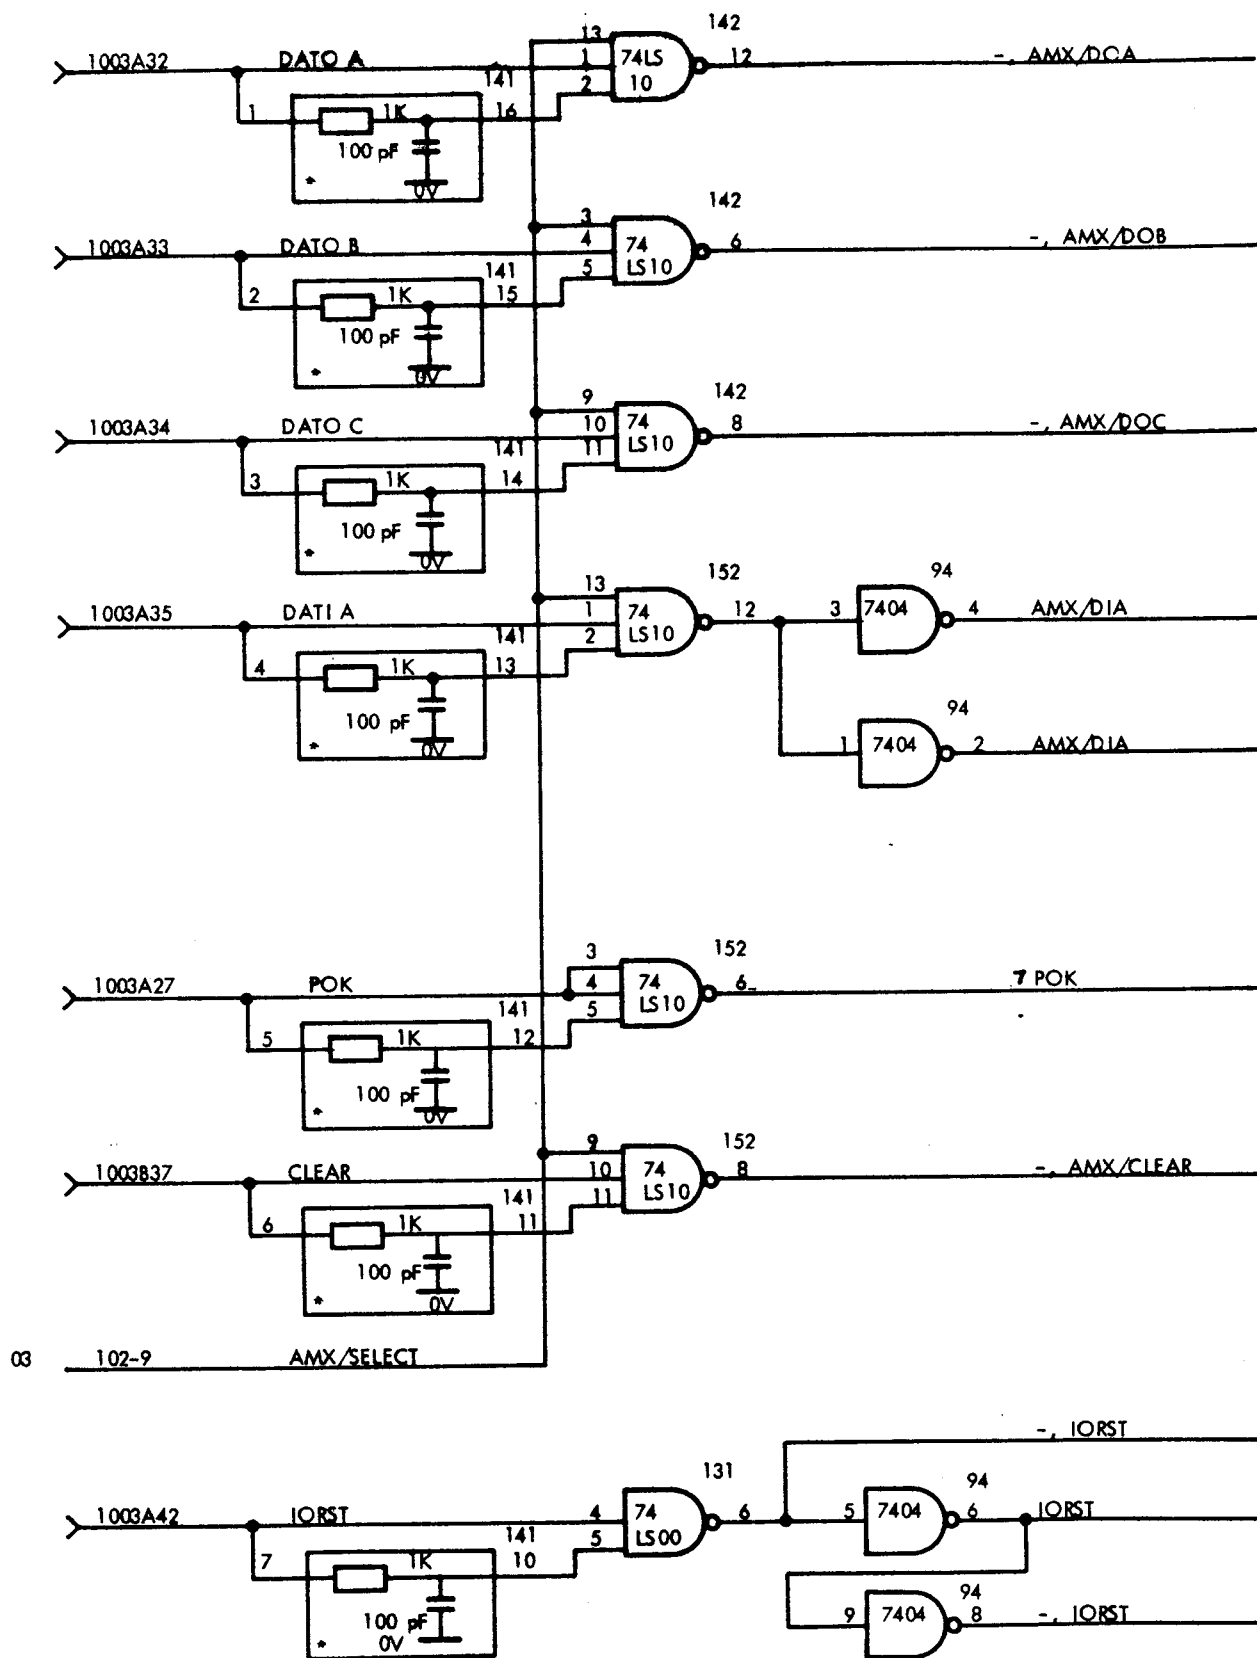 142
1003A32 DATO A 13 74LS 12 -, AMX/DOA
141 1 10
1 1K 16 2
100 pF
*
0V
142
1003A33 DATO B 3 74 6 -, AMX/DOB
4 LS10
141 5
2 1K 15
100 pF
*
0V
142
1003A34 DATO C 9 74 8 -, AMX/DOC
10 LS10
141 11
3 1K 14
100 pF
*
0V
152 94
1003A35 DATI A 13 74 12 3 7404 4 AMX/DIA
1 LS10
141 2
4 1K 13
100 pF
*
0V
94
1 7404 2 AMX/DIA
152
1003A27 POK 3 74 6 7 POK
4 LS10
141 5
5 1K 12
100 pF
*
0V
152
1003B37 CLEAR 9 74 8 -, AMX/CLEAR
10 LS10
141 11
6 1K 11
100 pF
*
0V
03 102-9 AMX/SELECT
-, IORST
131 94
1003A42 IORST 4 74 6 5 7404 6 IORST
141 5 LS00
7 1K 10
100 pF
*
0V
94
9 7404 8 -, IORST